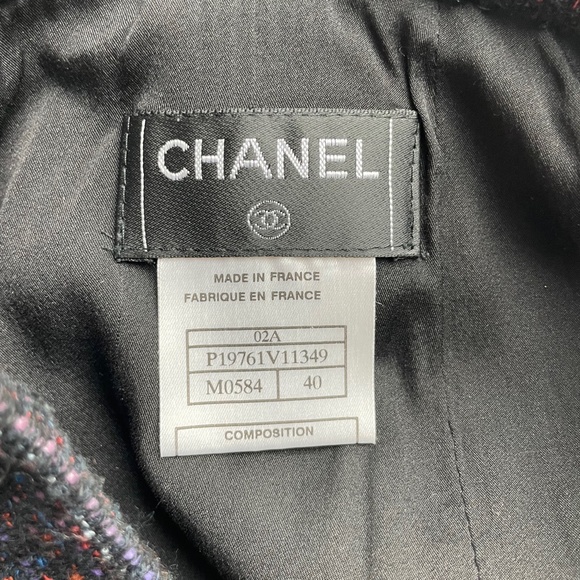 CHANEL
MADE IN FRANCE
FABRIQUE EN FRANCE
02A
P19761V11349
M0584 40
COMPOSITION